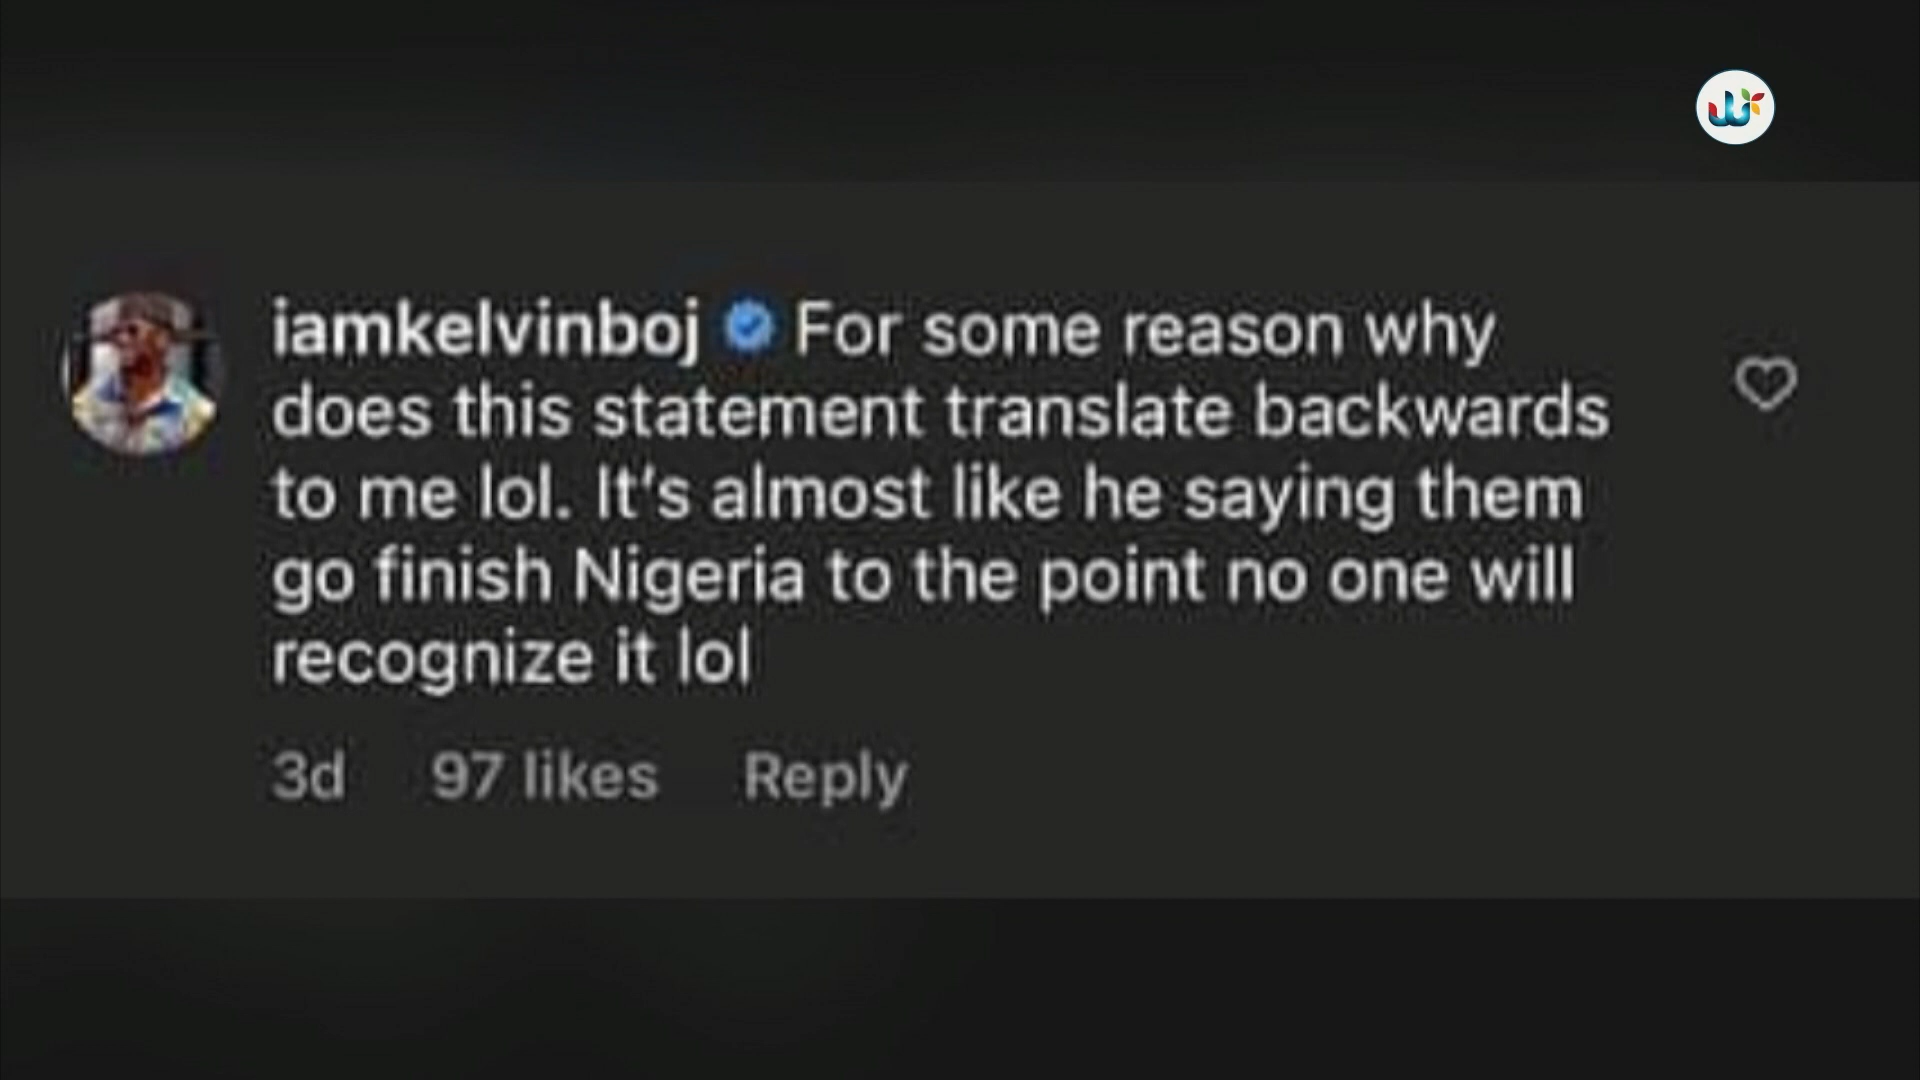 iamkelvinboj For some reason why
does this statement translate backwards
to me lol. It's almost like he saying them
go finish Nigeria to the point no one will
recognize it lol
3d 97 likes Reply